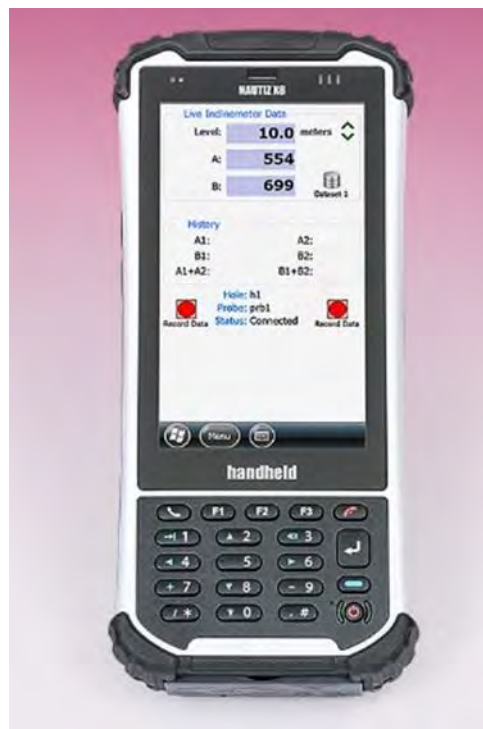 NAUTIZ X8
Live Inclinometer Data
Level: 10.0 meters
A: 554
B: 699
Dataset 1
History
A1: A2:
B1: B2:
A1+A2: B1+B2:
Hole: h1
Probe: prb1
Status: Connected
Record Data Record Data
Menu
handheld
F1 F2 F3
1 2 3
4 5 6
+ 7 8 - 9
/ * 0 . #